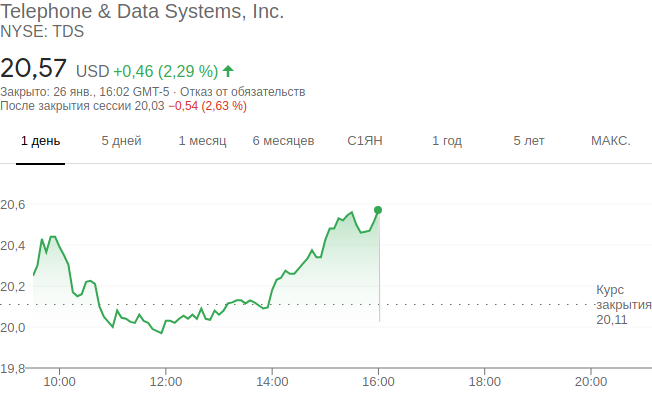 Telephone & Data Systems, Inc.
NYSE: TDS
20,57 USD +0,46 (2,29 %)
Закрыто: 26 янв., 16:02 GMT-5 · Отказ от обязательств
После закрытия сессии 20,03 −0,54 (2,63 %)
1 день 5 дней 1 месяц 6 месяцев С1ЯН 1 год 5 лет МАКС.
20,6
20,4
20,2
20,0
19,8
Курс
закрытия
20,11
10:00 12:00 14:00 16:00 18:00 20:00